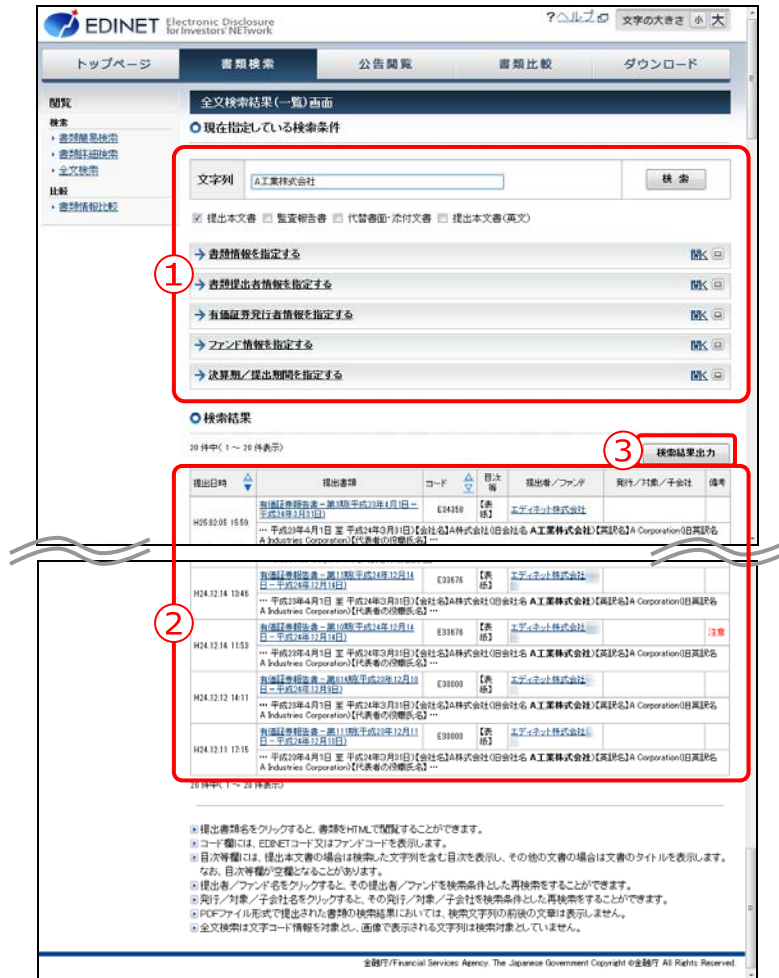 EDINET Electronic Disclosure for Investors' NETwork
?ヘルプ 文字の大きさ 小 大
トップページ 書類検索 公告閲覧 書類比較 ダウンロード
閲覧
検索
書類簡易検索
書類詳細検索
全文検索
比較
書類情報比較
全文検索結果(一覧)画面
現在指定している検索条件
文字列 A工業株式会社 検索
提出本文書 監査報告書 代替書面・添付文書 提出本文書(英文)
①
→ 書類情報を指定する 開く
→ 書類提出者情報を指定する 開く
→ 有価証券発行者情報を指定する 開く
→ ファンド情報を指定する 開く
→ 決算期/提出期間を指定する 開く
検索結果
20件中(1~20件表示)
③ 検索結果出力
提出日時 提出書類 コード 目次等 提出者/ファンド 発行/対象/子会社 備考
H25.02.05 15:59
有価証券報告書-第3期(平成23年4月1日-平成24年3月31日) E24350 【表紙】 エディネット株式会社
… 平成23年4月1日 至 平成24年3月31日)【会社名】A株式会社(旧会社名 A工業株式会社)【英訳名】A Corporation(旧英訳名
A Industries Corporation)【代表者の役職氏名】…
②
H24.12.14 13:46
有価証券報告書-第11期(平成24年12月14日-平成24年12月14日) E33676 【表紙】 エディネット株式会社
… 平成23年4月1日 至 平成24年3月31日)【会社名】A株式会社(旧会社名 A工業株式会社)【英訳名】A Corporation(旧英訳名
A Industries Corporation)【代表者の役職氏名】…
H24.12.14 11:53
有価証券報告書-第10期(平成24年12月14日-平成24年12月14日) E33676 【表紙】 エディネット株式会社 注意
… 平成23年4月1日 至 平成24年3月31日)【会社名】A株式会社(旧会社名 A工業株式会社)【英訳名】A Corporation(旧英訳名
A Industries Corporation)【代表者の役職氏名】…
H24.12.12 14:11
E30000 【表紙】 エディネット株式会社
… 平成23年4月1日 至 平成24年3月31日)【会社名】A株式会社(旧会社名 A工業株式会社)【英訳名】A Corporation(旧英訳名
A Industries Corporation)【代表者の役職氏名】…
H24.12.11 17:15
E30000 【表紙】 エディネット株式会社
… 平成23年4月1日 至 平成24年3月31日)【会社名】A株式会社(旧会社名 A工業株式会社)【英訳名】A Corporation(旧英訳名
A Industries Corporation)【代表者の役職氏名】…
20件中(1~20件表示)
提出書類名をクリックすると、書類をHTMLで閲覧することができます。
コード欄には、EDINETコード又はファンドコードを表示します。
目次等欄には、提出本文書の場合は検索した文字列を含む目次を表示し、その他の文書の場合は文書のタイトルを表示します。
なお、目次等欄が空欄となることがあります。
提出者/ファンド名をクリックすると、その提出者/ファンドを検索条件とした再検索をすることができます。
発行/対象/子会社名をクリックすると、その発行/対象/子会社を検索条件とした再検索をすることができます。
PDFファイル形式で提出された書類の検索結果においては、検索文字列の前後の文章は表示しません。
全文検索は文字コード情報を対象とし、画像で表示される文字列は検索対象としていません。
金融庁/Financial Services Agency, The Japanese Government Copyright ©金融庁 All Rights Reserved.